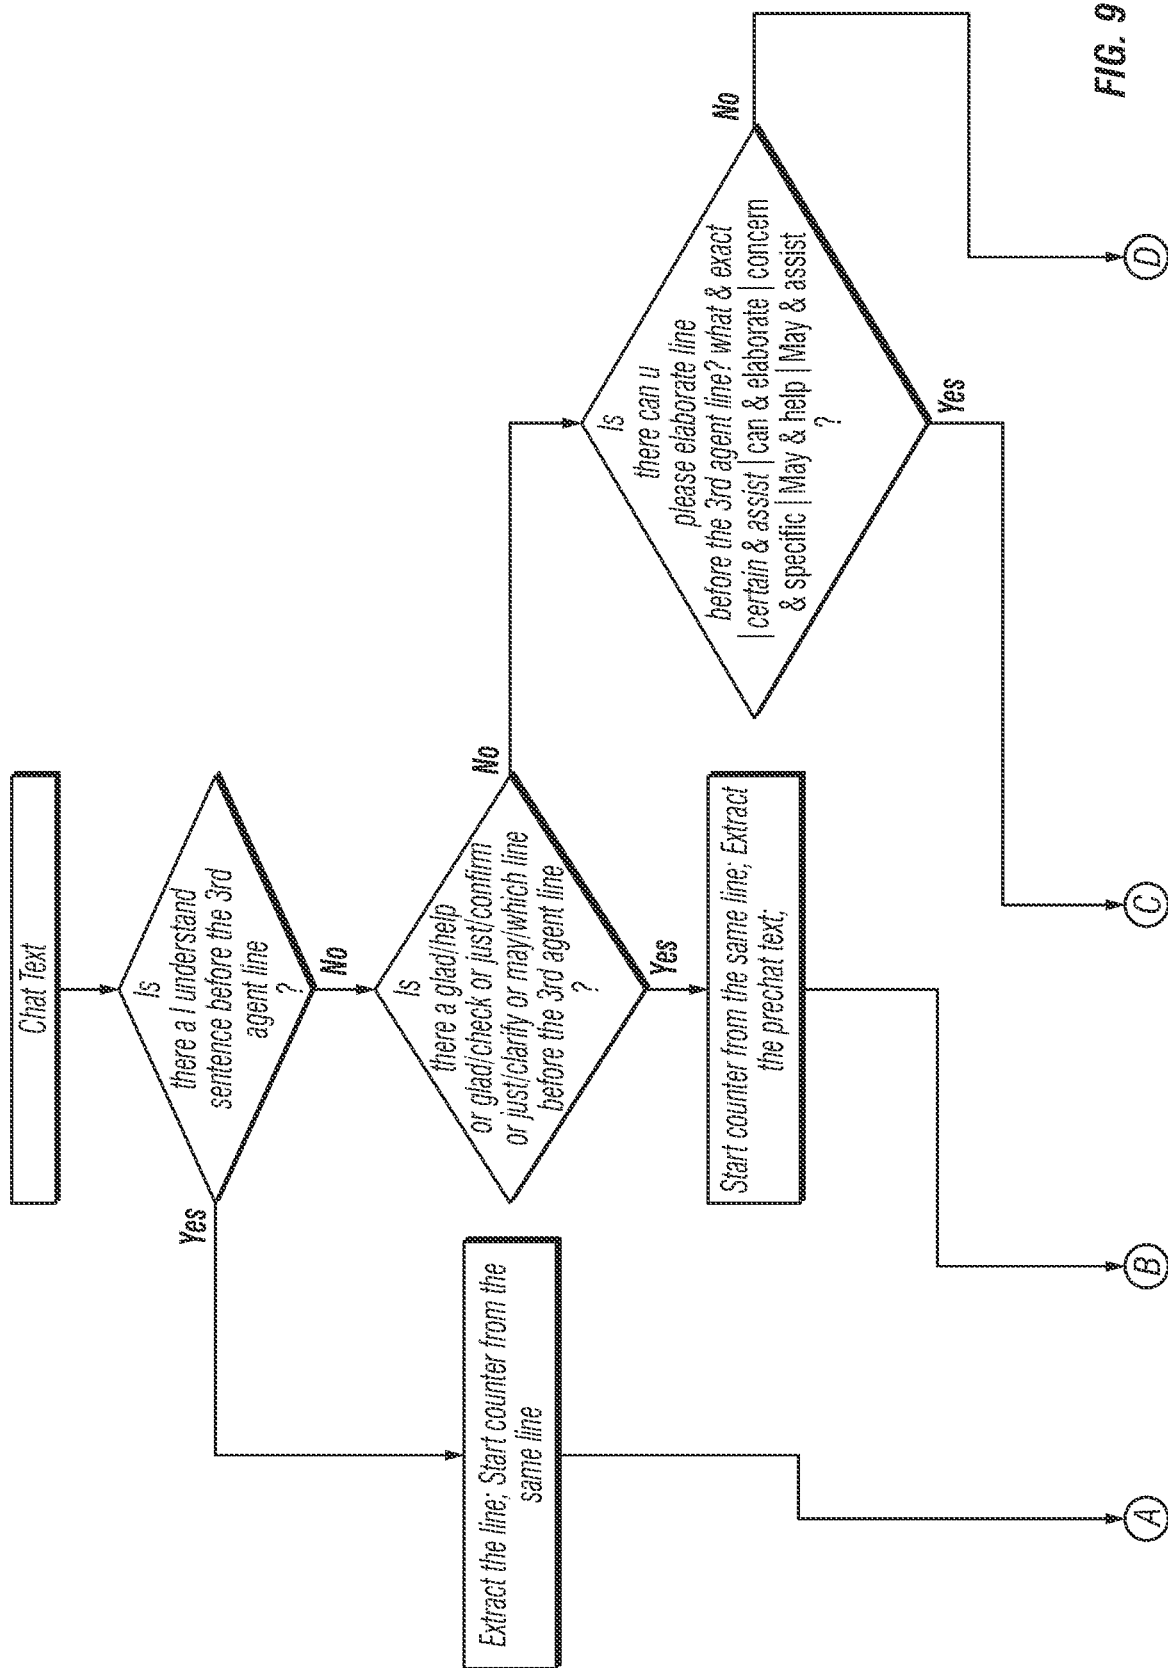 Chat Text
Is
there a I understand
sentence before the 3rd
agent line
?
Yes
No
Extract the line; Start counter from the
same line
Is
there a glad/help
or glad/check or just/confirm
or just/clarify or may/which line
before the 3rd agent line
?
No
Yes
Start counter from the same line; Extract
the prechat text;
Is
there can u
please elaborate line
before the 3rd agent line? what & exact
| certain & assist | can & elaborate | concern
& specific | May & help | May & assist
?
No
Yes
A
B
C
D
FIG. 9